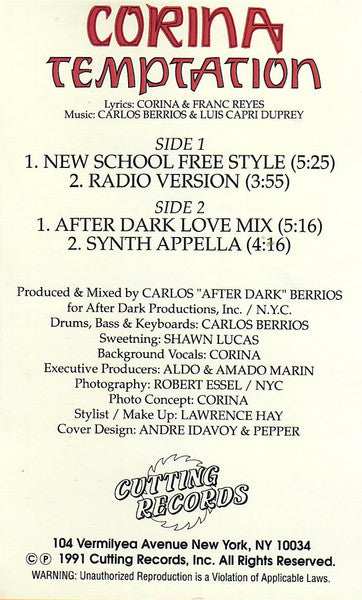 CORINA
TEMPTATION
Lyrics: CORINA & FRANC REYES
Music: CARLOS BERRIOS & LUIS CAPRI DUPREY
SIDE 1
1. NEW SCHOOL FREE STYLE (5:25)
2. RADIO VERSION (3:55)
SIDE 2
1. AFTER DARK LOVE MIX (5:16)
2. SYNTH APPELLA (4:16)
Produced & Mixed by CARLOS "AFTER DARK" BERRIOS
for After Dark Productions, Inc. / N.Y.C.
Drums, Bass & Keyboards: CARLOS BERRIOS
Sweetning: SHAWN LUCAS
Background Vocals: CORINA
Executive Producers: ALDO & AMADO MARIN
Photography: ROBERT ESSEL / NYC
Photo Concept: CORINA
Stylist / Make Up: LAWRENCE HAY
Cover Design: ANDRE IDAVOY & PEPPER
CUTTING
RECORDS
104 Vermilyea Avenue New York, NY 10034
© ℗ 1991 Cutting Records, Inc. All Rights Reserved.
WARNING: Unauthorized Reproduction is a Violation of Applicable Laws.